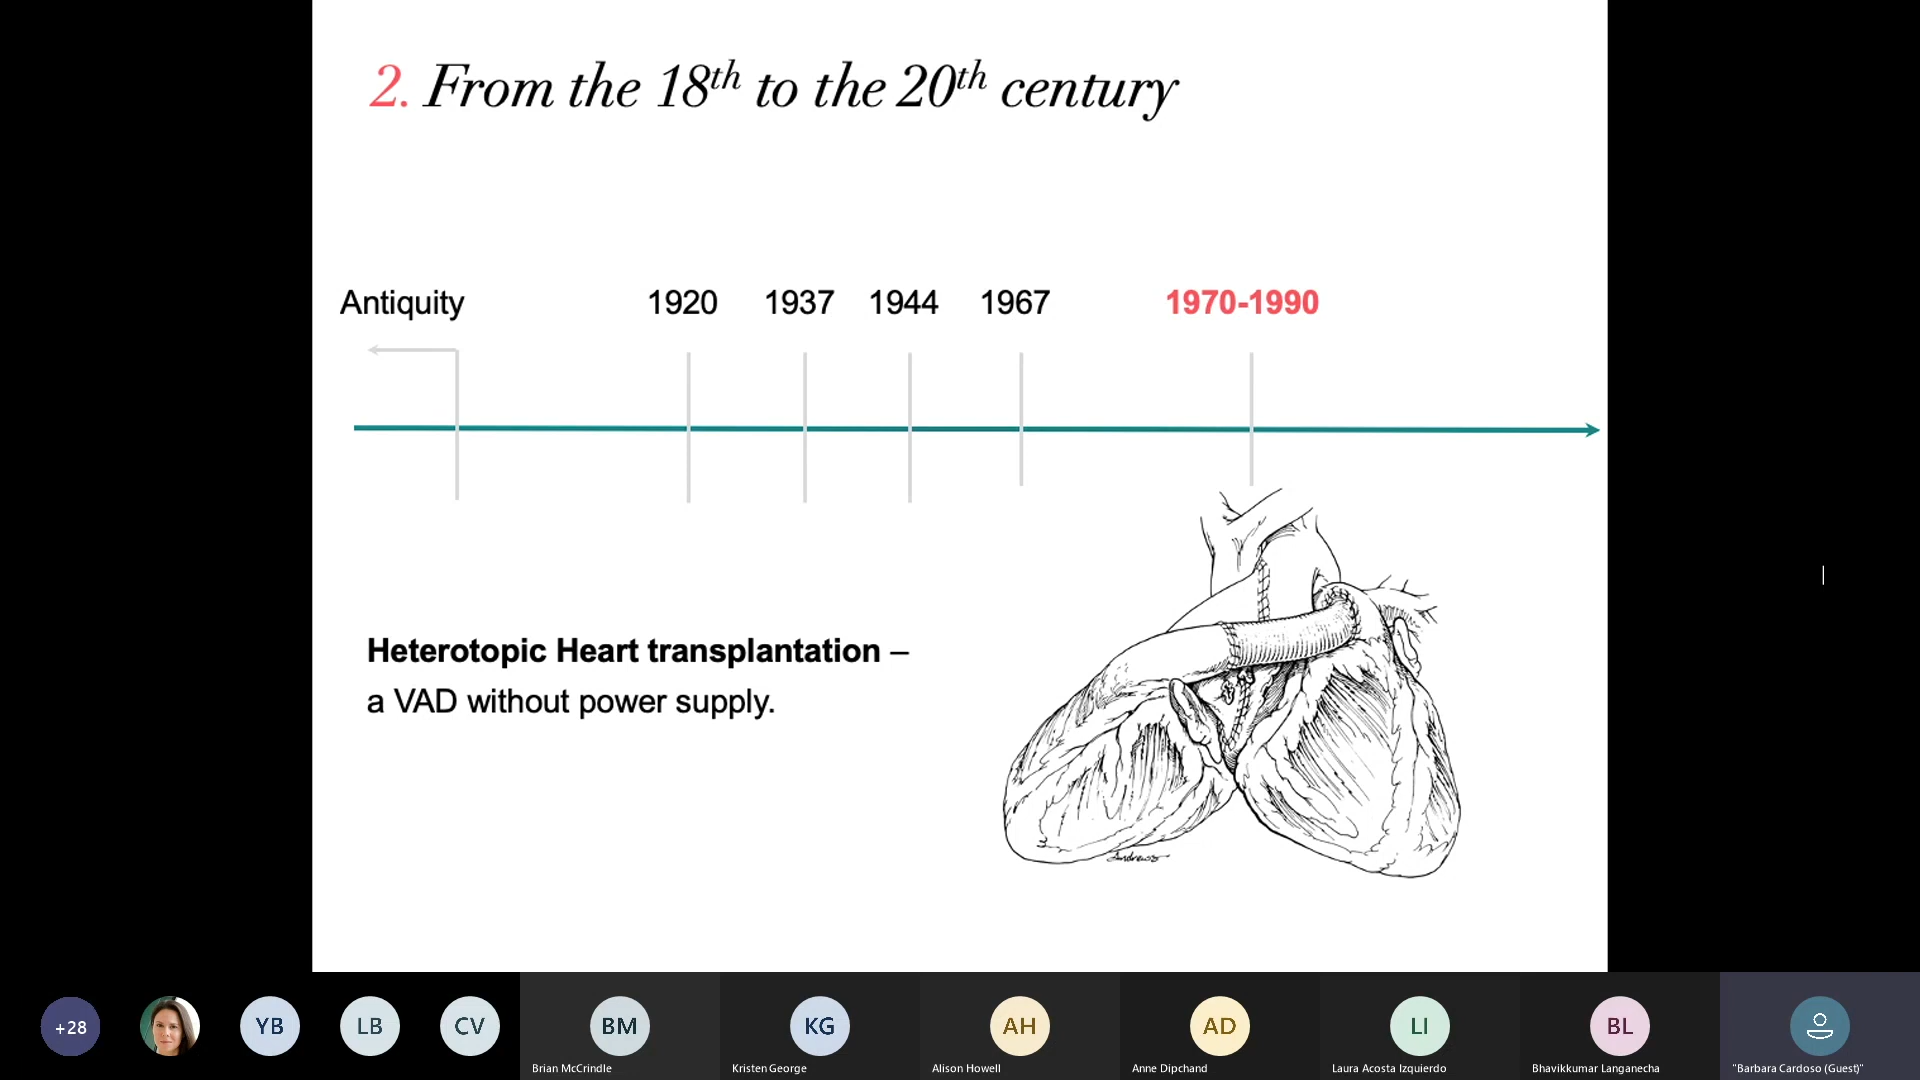 2. From the 18th to the 20th century
Antiquity 1920 1937 1944 1967 1970-1990
Heterotopic Heart transplantation –
a VAD without power supply.
Andrews
+28 YB LB CV BM KG AH AD LI BL
Brian McCrindle Kristen George Alison Howell Anne Dipchand Laura Acosta Izquierdo Bhavikkumar Langanecha "Barbara Cardoso (Guest)"